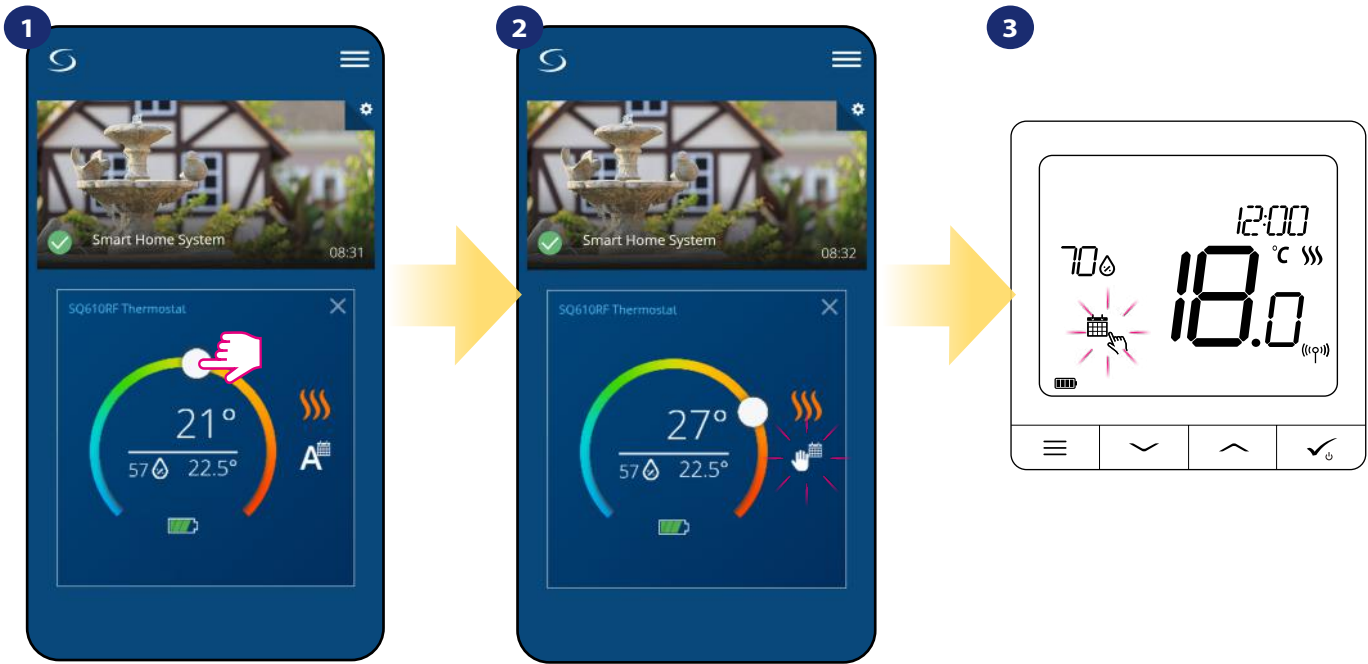 1
Smart Home System
08:31
SQ610RF Thermostat
21°
57 22.5°
A
2
Smart Home System
08:32
SQ610RF Thermostat
27°
57 22.5°
3
12:00
70
18.0 °C